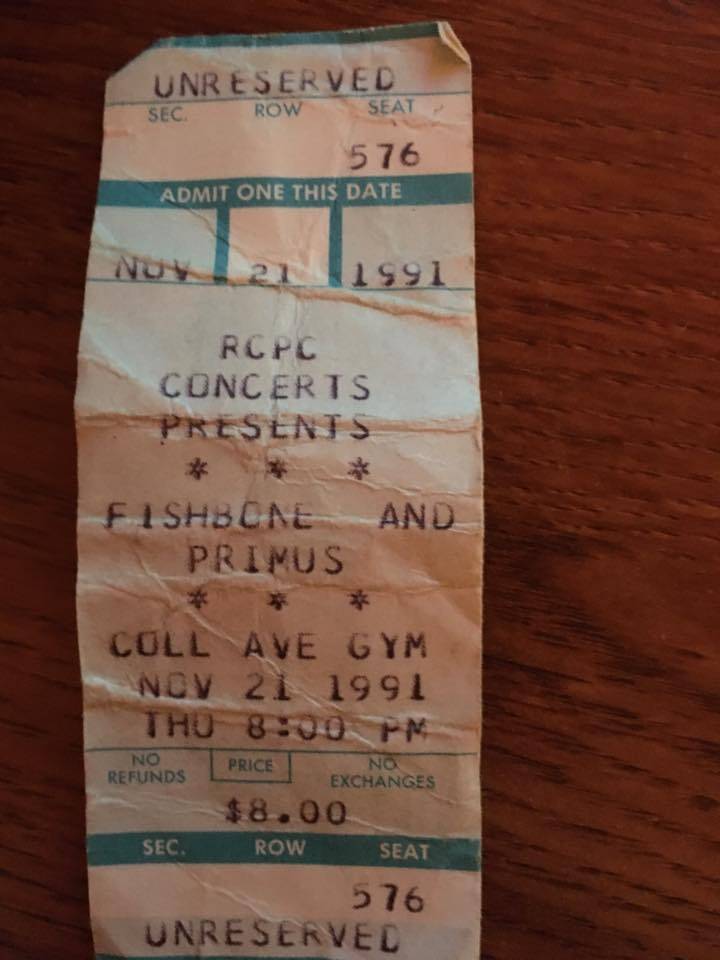 UNRESERVED
SEC. ROW SEAT
576
ADMIT ONE THIS DATE
NOV 21 1991
RCPC
CONCERTS
PRESENTS
* * *
FISHBONE AND
PRIMUS
* * *
COLL AVE GYM
NOV 21 1991
THU 8:00 PM
NO REFUNDS PRICE NO EXCHANGES
$8.00
SEC. ROW SEAT
576
UNRESERVED